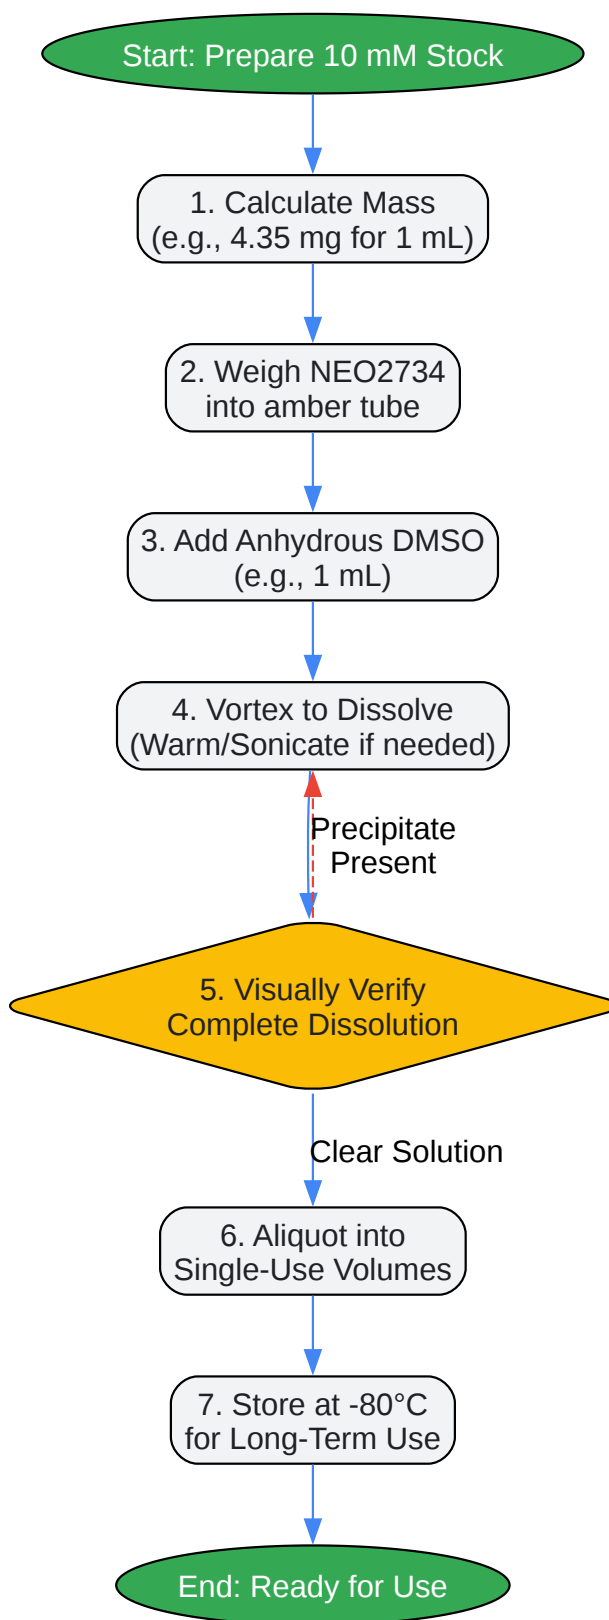 Start: Prepare 10 mM Stock
1. Calculate Mass
(e.g., 4.35 mg for 1 mL)
2. Weigh NEO2734
into amber tube
3. Add Anhydrous DMSO
(e.g., 1 mL)
4. Vortex to Dissolve
(Warm/Sonicate if needed)
Precipitate
Present
5. Visually Verify
Complete Dissolution
Clear Solution
6. Aliquot into
Single-Use Volumes
7. Store at -80°C
for Long-Term Use
End: Ready for Use